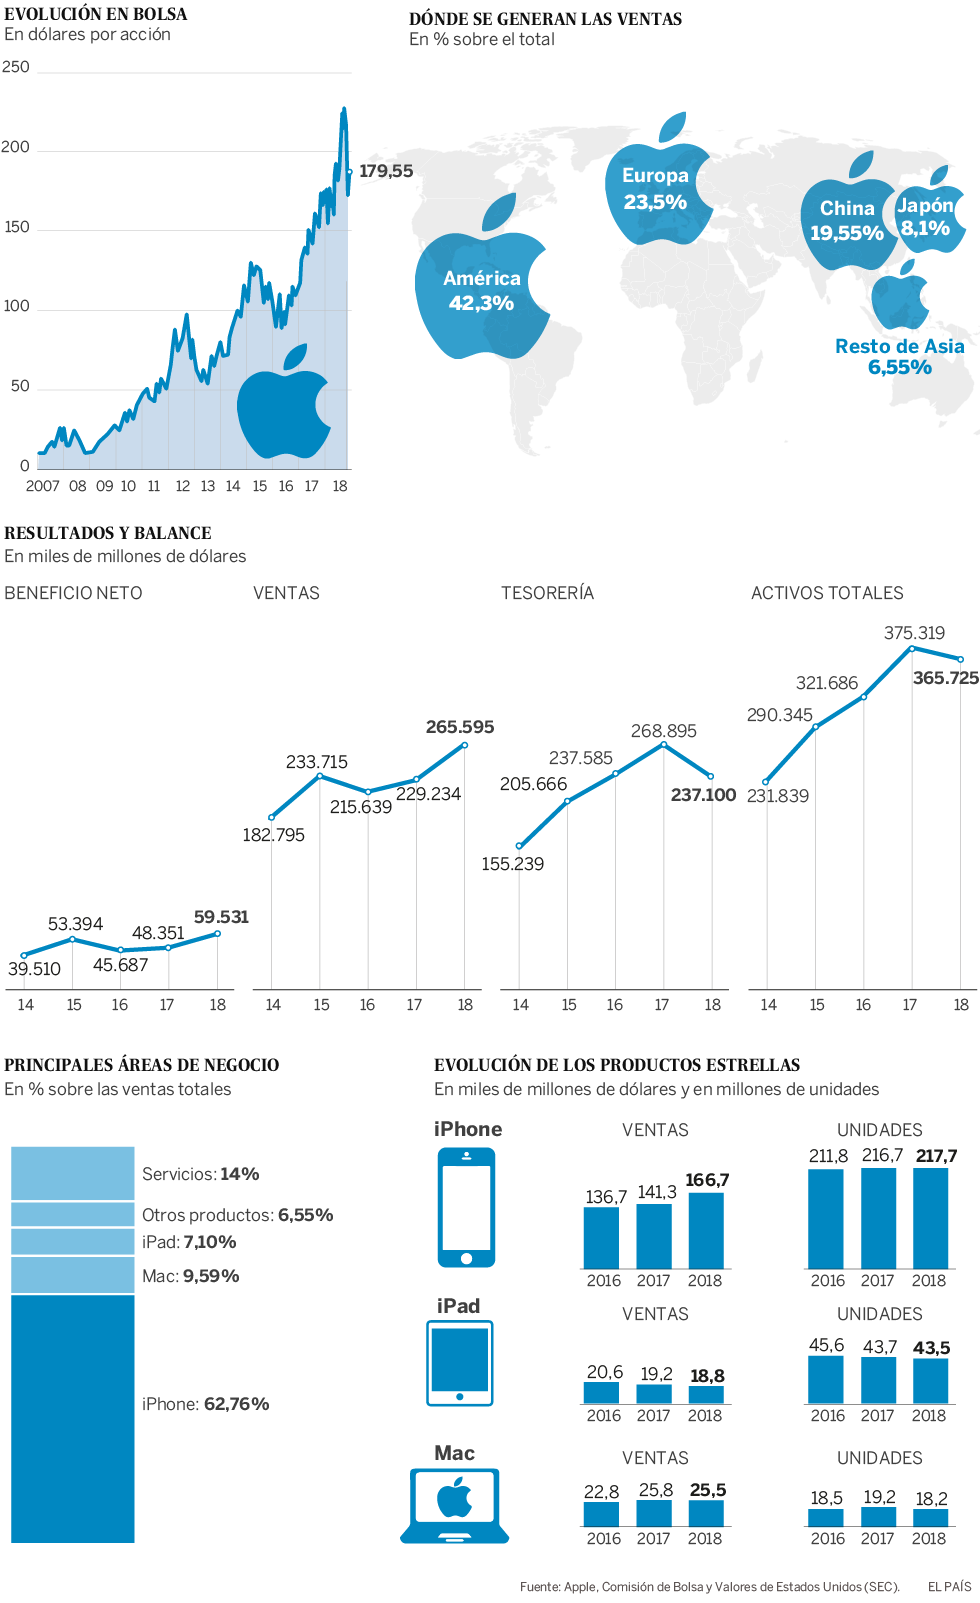 EVOLUCIÓN EN BOLSA
En dólares por acción
250
200
150
100
50
0
179,55
2007 08 09 10 11 12 13 14 15 16 17 18
DÓNDE SE GENERAN LAS VENTAS
En % sobre el total
América
42,3%
Europa
23,5%
China
19,55%
Japón
8,1%
Resto de Asia
6,55%
RESULTADOS Y BALANCE
En miles de millones de dólares
BENEFICIO NETO
39.510
53.394
45.687
48.351
59.531
14 15 16 17 18
VENTAS
182.795
233.715
215.639
229.234
265.595
14 15 16 17 18
TESORERÍA
155.239
205.666
237.585
268.895
237.100
14 15 16 17 18
ACTIVOS TOTALES
231.839
290.345
321.686
375.319
365.725
14 15 16 17 18
PRINCIPALES ÁREAS DE NEGOCIO
En % sobre las ventas totales
Servicios: 14%
Otros productos: 6,55%
iPad: 7,10%
Mac: 9,59%
iPhone: 62,76%
EVOLUCIÓN DE LOS PRODUCTOS ESTRELLAS
En miles de millones de dólares y en millones de unidades
iPhone
VENTAS
136,7 141,3 166,7
2016 2017 2018
UNIDADES
211,8 216,7 217,7
2016 2017 2018
iPad
VENTAS
20,6 19,2 18,8
2016 2017 2018
UNIDADES
45,6 43,7 43,5
2016 2017 2018
Mac
VENTAS
22,8 25,8 25,5
2016 2017 2018
UNIDADES
18,5 19,2 18,2
2016 2017 2018
Fuente: Apple, Comisión de Bolsa y Valores de Estados Unidos (SEC). EL PAÍS